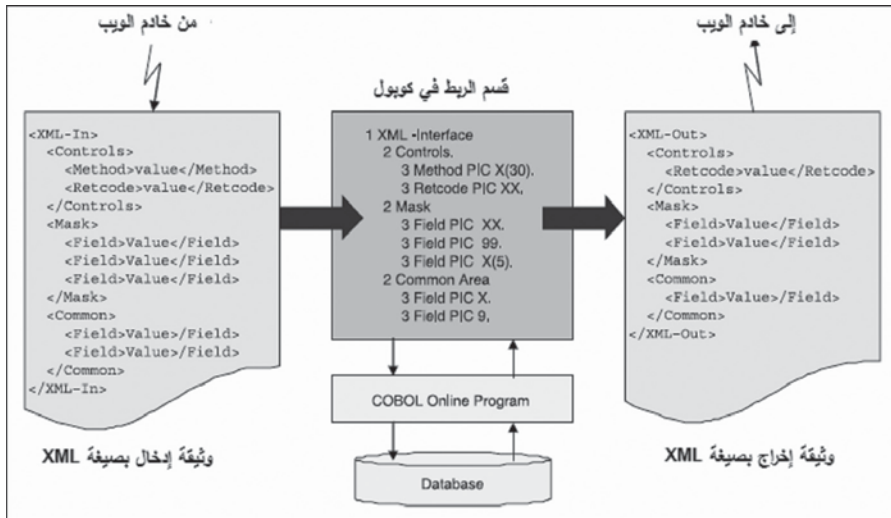 من خادم الويب
إلى خادم الويب
قسم الربط في كوبول
<XML-In>
<Controls>
<Method>value</Method>
<Retcode>value</Retcode>
</Controls>
<Mask>
<Field>Value</Field>
<Field>Value</Field>
<Field>Value</Field>
</Mask>
<Common>
<Field>Value>/Field>
<Field>Value>/Field>
</Common>
</XML-In>
وثيقة إدخال بصيغة XML
1 XML -Interface
2 Controls.
3 Method PIC X(30).
3 Retcode PIC XX,
2 Mask
3 Field PIC XX.
3 Field PIC 99.
3 Field PIC X(5).
2 Common Area
3 Field PIC X.
3 Field PIC 9,
COBOL Online Program
Database
<XML-Out>
<Controls>
<Retcode>value</Retcode>
</Controls>
<Mask>
<Field>Value</Field>
<Field>Value</Field>
</Mask>
<Common>
<Field>Value>/Field>
</Common>
</XML-Out>
وثيقة إخراج بصيغة XML